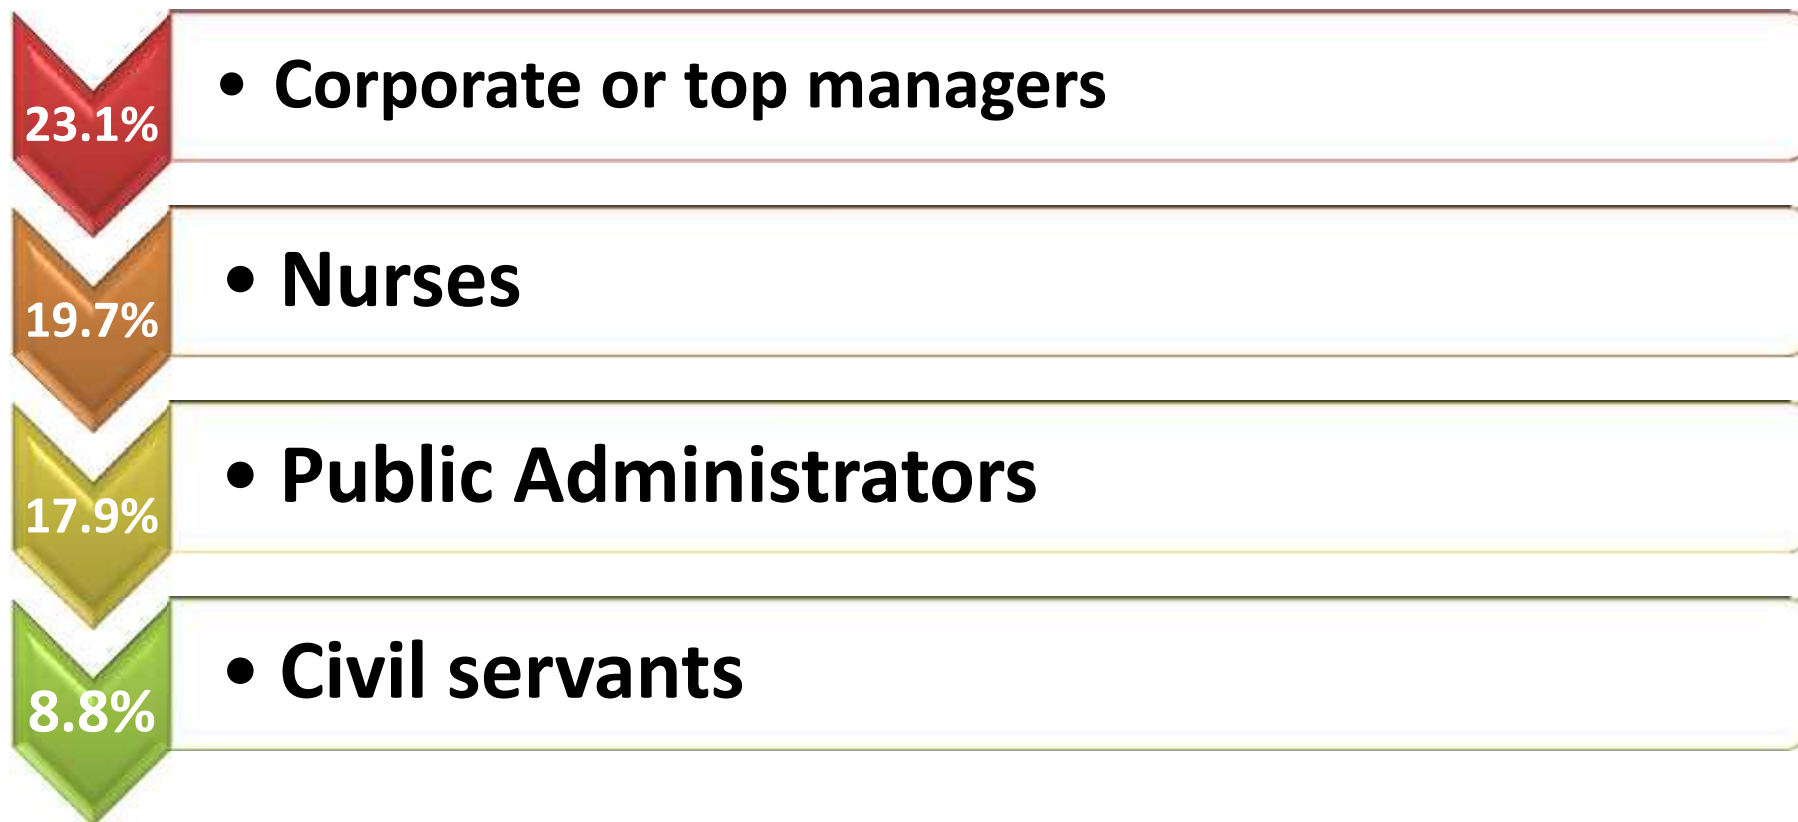 23.1%
• Corporate or top managers
19.7%
• Nurses
17.9%
• Public Administrators
8.8%
• Civil servants